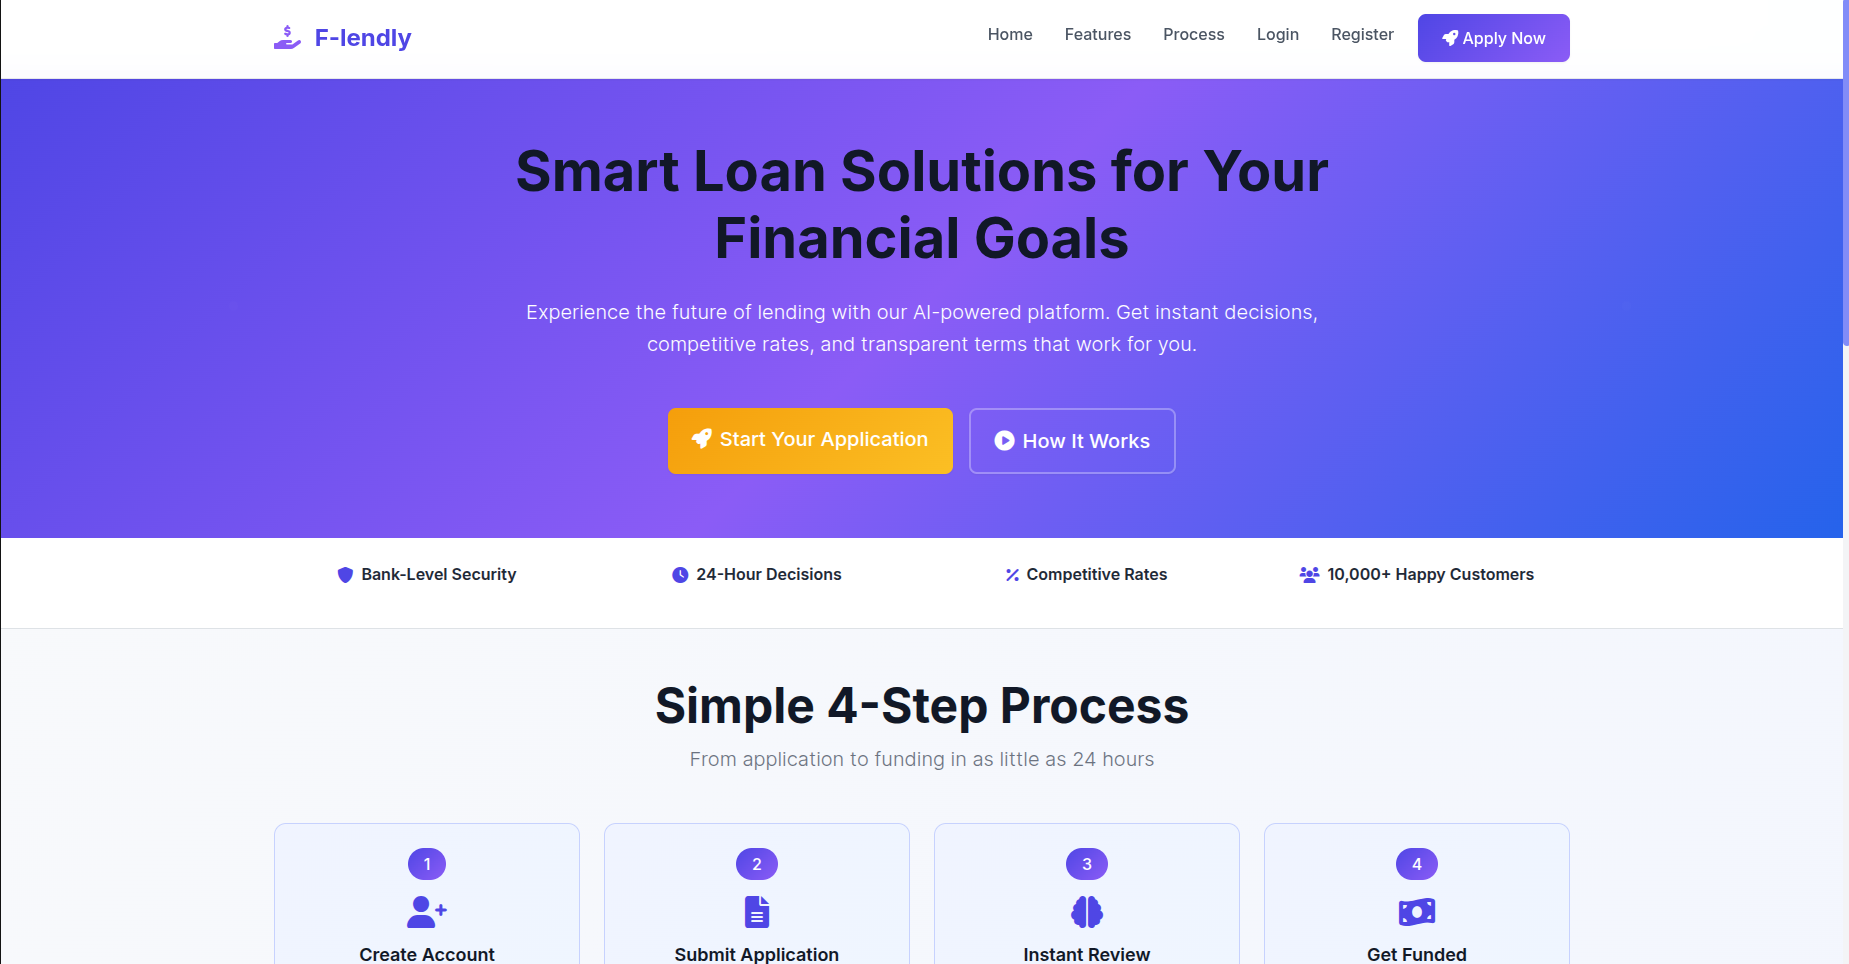 F-lendly
Home Features Process Login Register Apply Now
Smart Loan Solutions for Your
Financial Goals
Experience the future of lending with our AI-powered platform. Get instant decisions,
competitive rates, and transparent terms that work for you.
Start Your Application How It Works
Bank-Level Security 24-Hour Decisions Competitive Rates 10,000+ Happy Customers
Simple 4-Step Process
From application to funding in as little as 24 hours
1 2 3 4
Create Account Submit Application Instant Review Get Funded